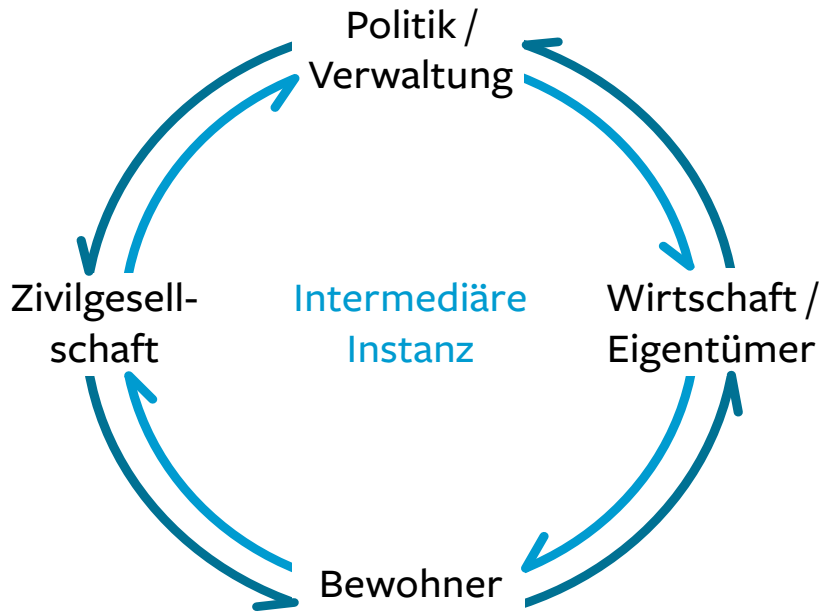 Politik /
Verwaltung
Zivilgesell-
schaft
Intermediäre
Instanz
Wirtschaft /
Eigentümer
Bewohner